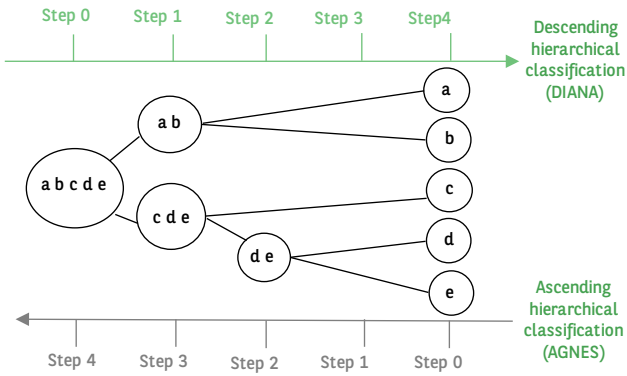 Step 0 Step 1 Step 2 Step 3 Step4
Descending
hierarchical
classification
(DIANA)
a
a b
b
a b c d e
c
c d e
d
d e
e
Ascending
hierarchical
classification
(AGNES)
Step 4 Step 3 Step 2 Step 1 Step 0